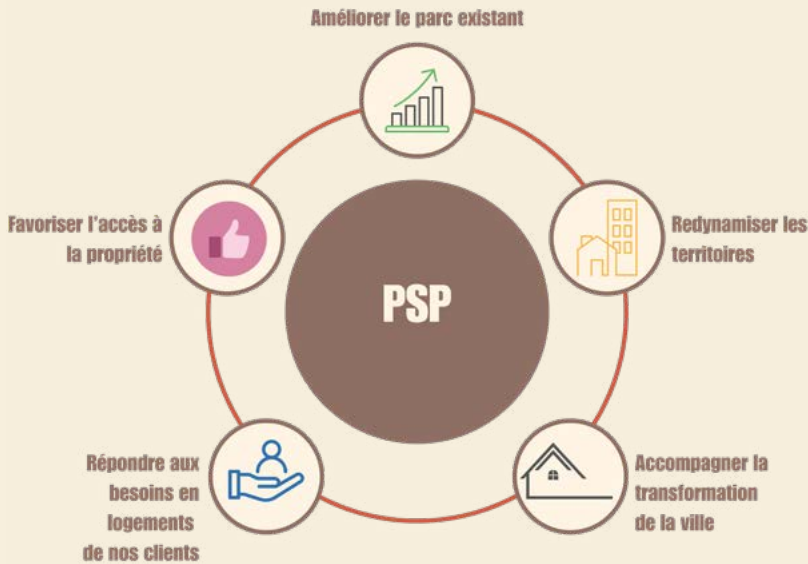 Améliorer le parc existant
Favoriser l'accès à
la propriété
Redynamiser les
territoires
PSP
Répondre aux
besoins en
logements
de nos clients
Accompagner la
transformation
de la ville